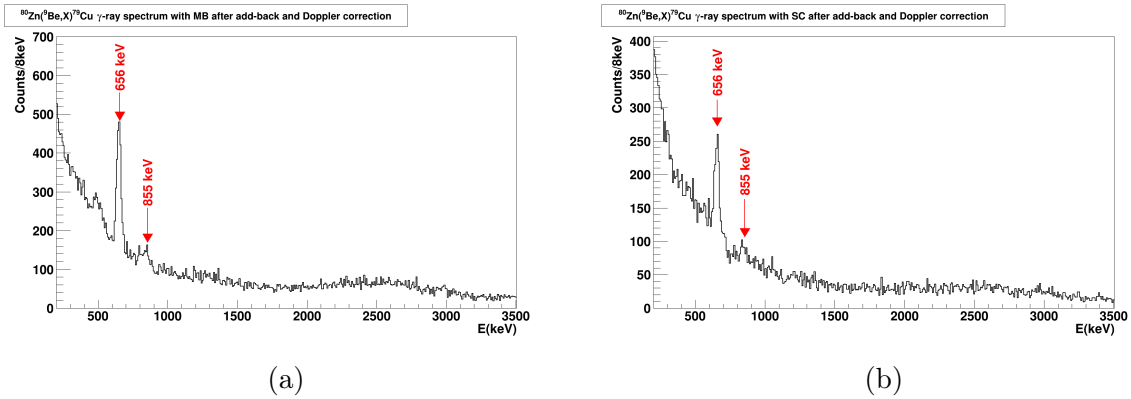 ⁸⁰Zn(⁹Be,X)⁷⁹Cu γ-ray spectrum with MB after add-back and Doppler correction
Counts/8keV
700
600
500
400
300
200
100
0
656 keV
855 keV
500
1000
1500
2000
2500
3000
3500
E(keV)
(a)
⁸⁰Zn(⁹Be,X)⁷⁹Cu γ-ray spectrum with SC after add-back and Doppler correction
Counts/8keV
400
350
300
250
200
150
100
50
0
656 keV
855 keV
500
1000
1500
2000
2500
3000
3500
E(keV)
(b)